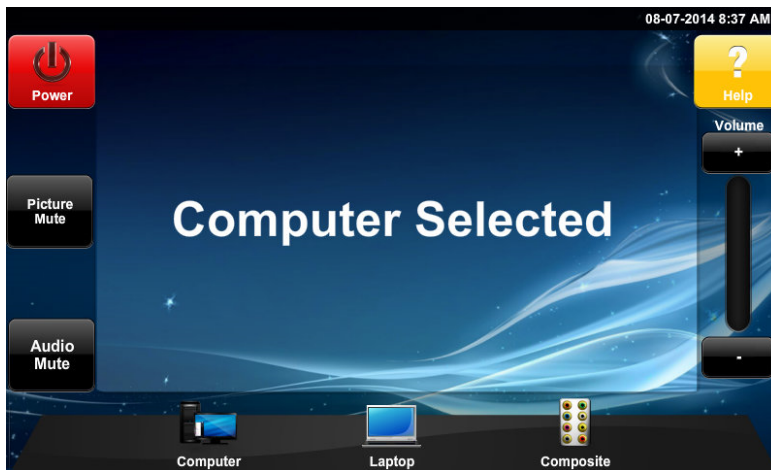 08-07-2014 8:37 AM
Power
Help
Volume
+
Picture
Mute
Computer Selected
Audio
Mute
-
Computer
Laptop
Composite